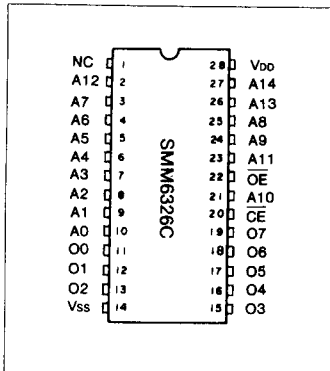 NC 1 28 VDD
A12 2 27 A14
A7 3 26 A13
A6 4 25 A8
A5 5 24 A9
A4 6 23 A11
A3 7 22 O̅E̅
A2 8 21 A10
A1 9 20 C̅E̅
A0 10 19 O7
O0 11 18 O6
O1 12 17 O5
O2 13 16 O4
Vss 14 15 O3
SMM6326C